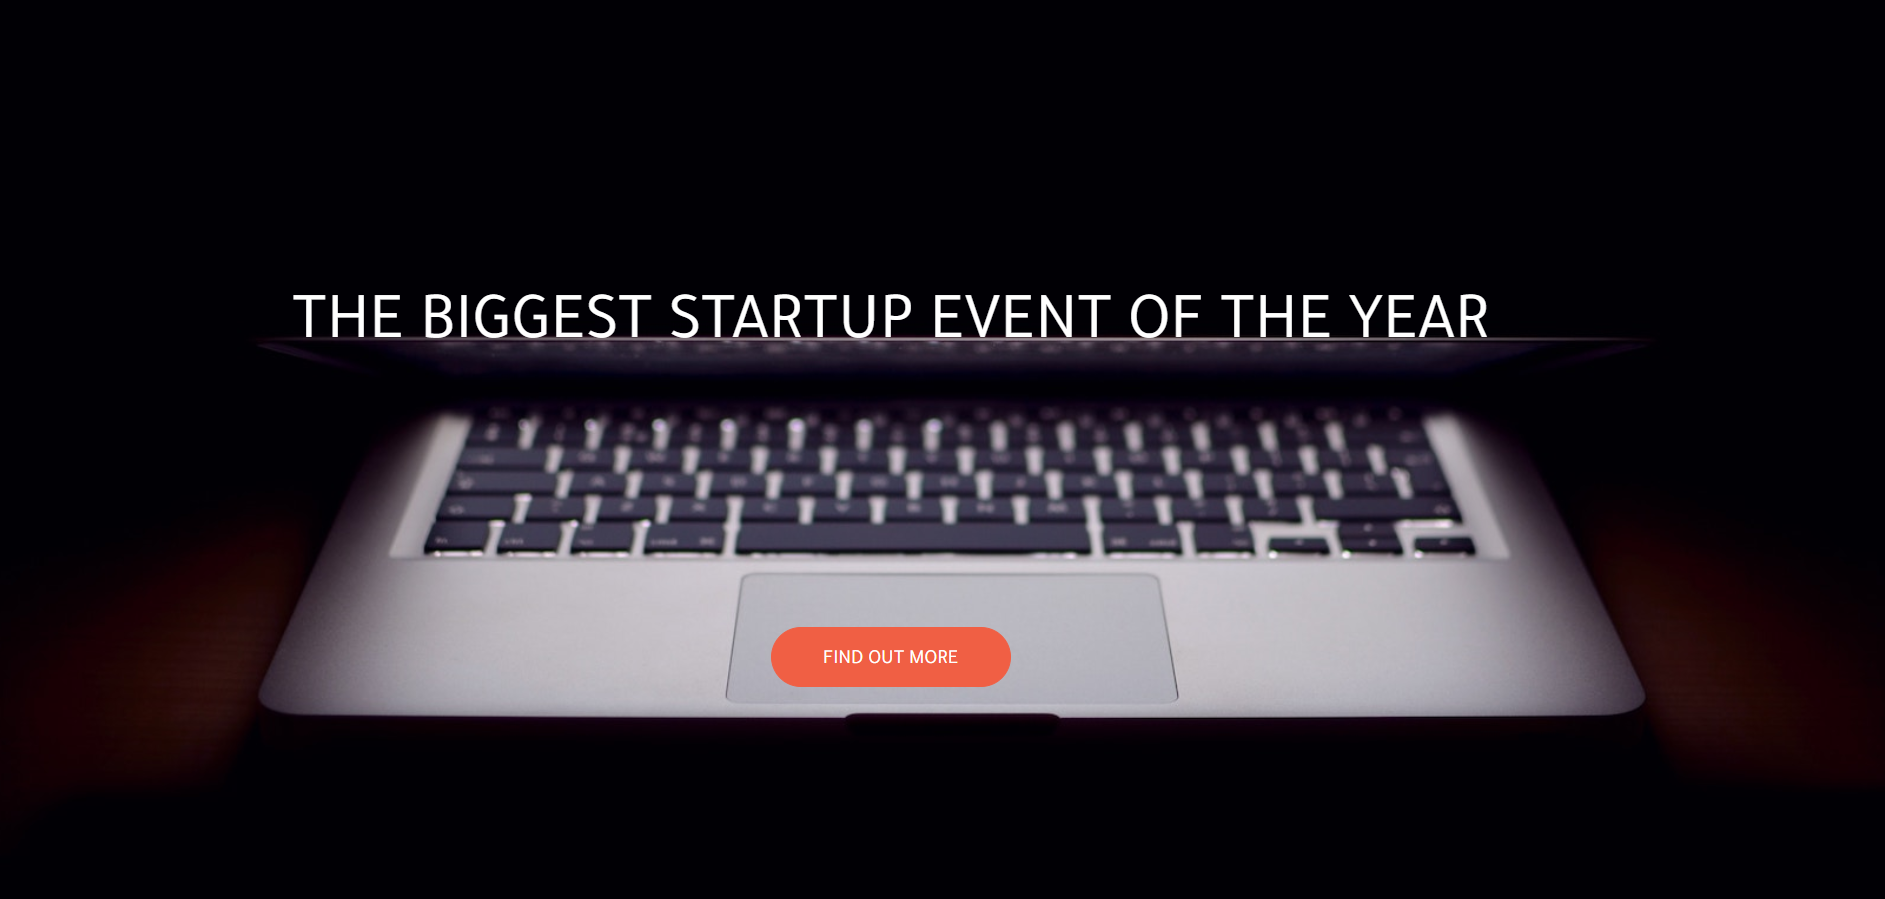 THE BIGGEST STARTUP EVENT OF THE YEAR
FIND OUT MORE